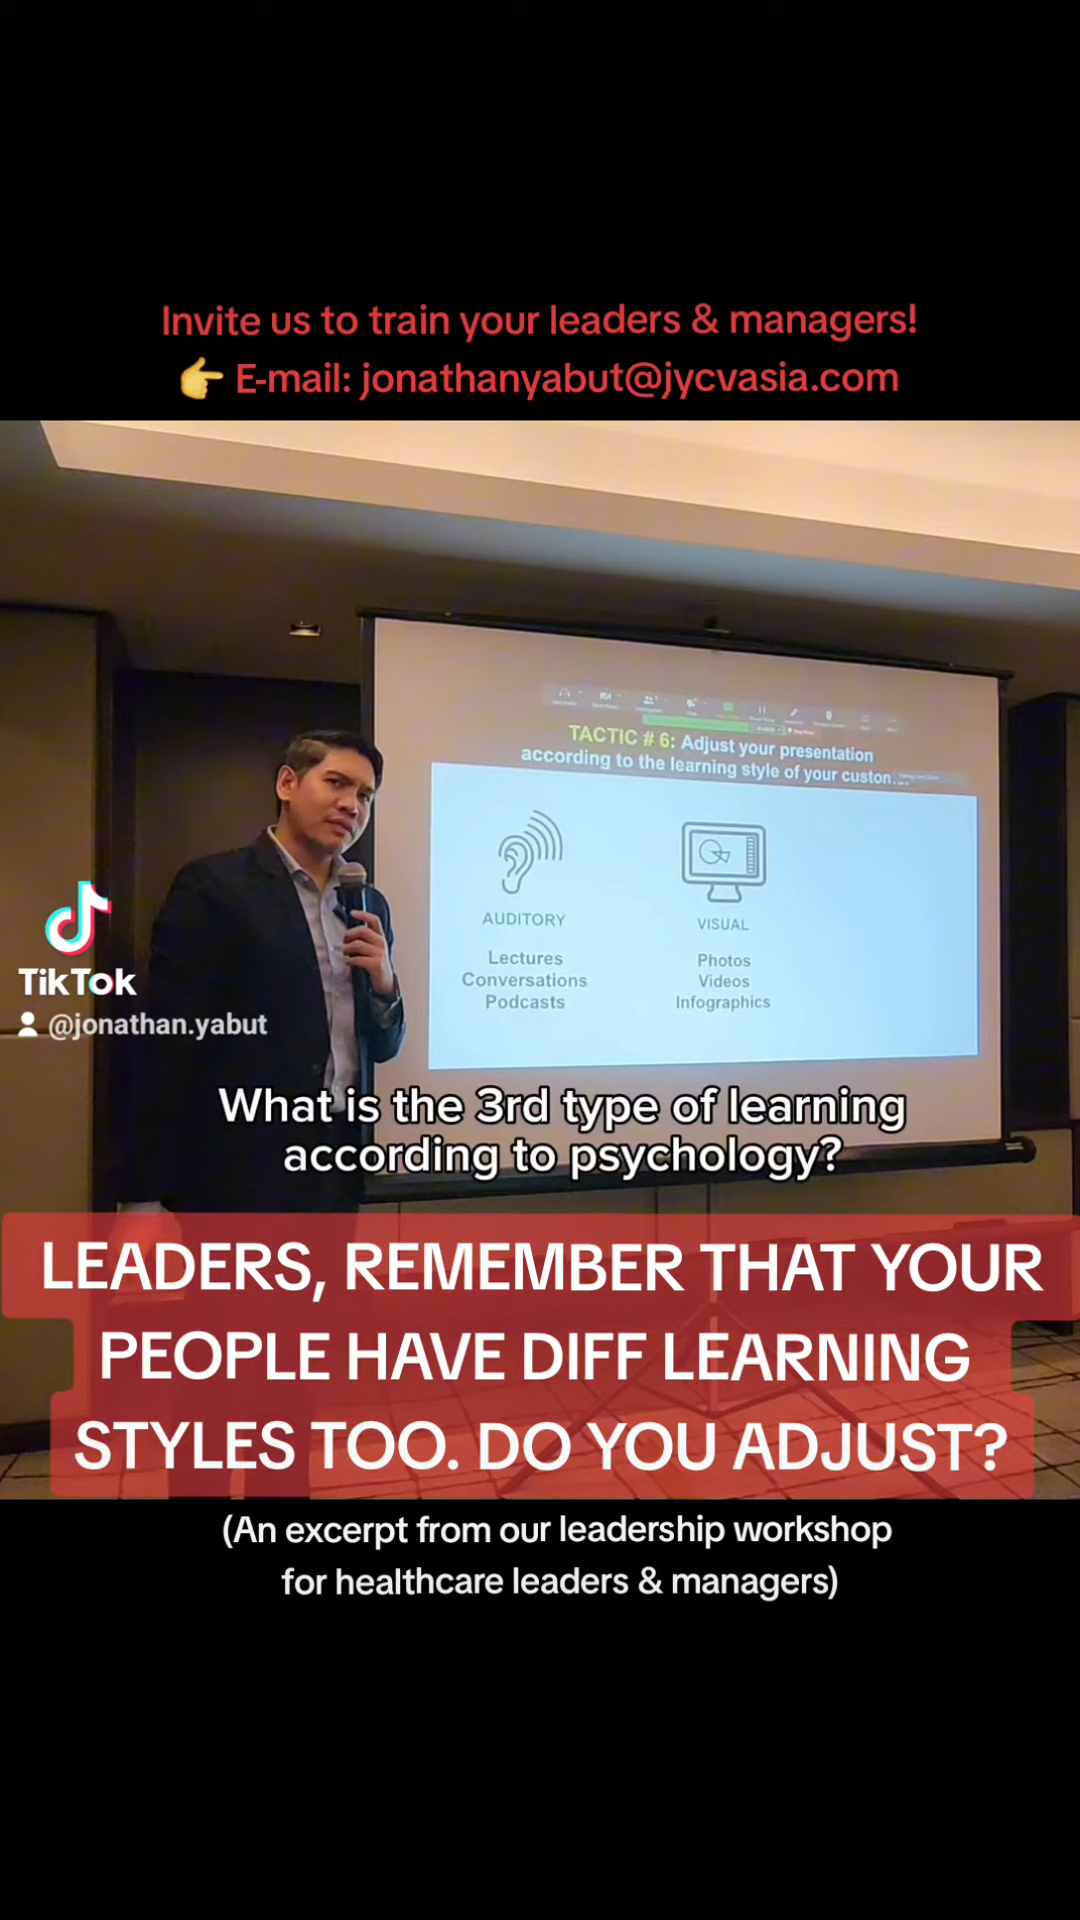 Invite us to train your leaders & managers!
👉 E-mail: jonathanyabut@jycvasia.com
TACTIC # 6: Adjust your presentation
according to the learning style of your custon
AUDITORY
Lectures
Conversations
Podcasts
VISUAL
Photos
Videos
Infographics
TikTok
@jonathan.yabut
What is the 3rd type of learning
according to psychology?
LEADERS, REMEMBER THAT YOUR
PEOPLE HAVE DIFF LEARNING
STYLES TOO. DO YOU ADJUST?
(An excerpt from our leadership workshop
for healthcare leaders & managers)